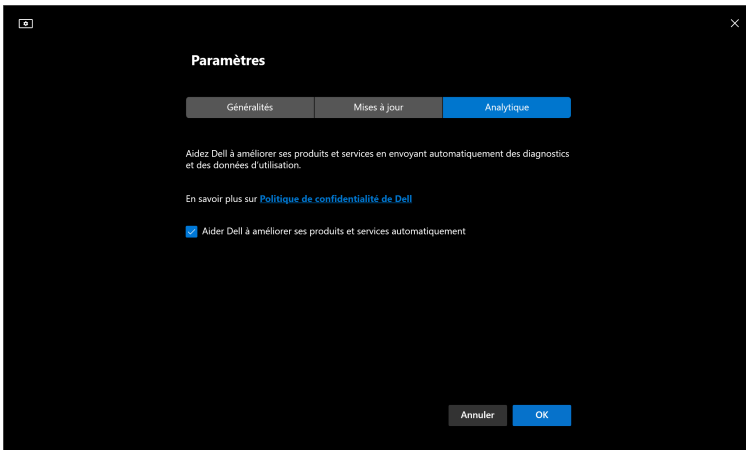 Paramètres
Généralités
Mises à jour
Analytique
Aidez Dell à améliorer ses produits et services en envoyant automatiquement des diagnostics
et des données d'utilisation.
En savoir plus sur Politique de confidentialité de Dell
Aider Dell à améliorer ses produits et services automatiquement
Annuler
OK